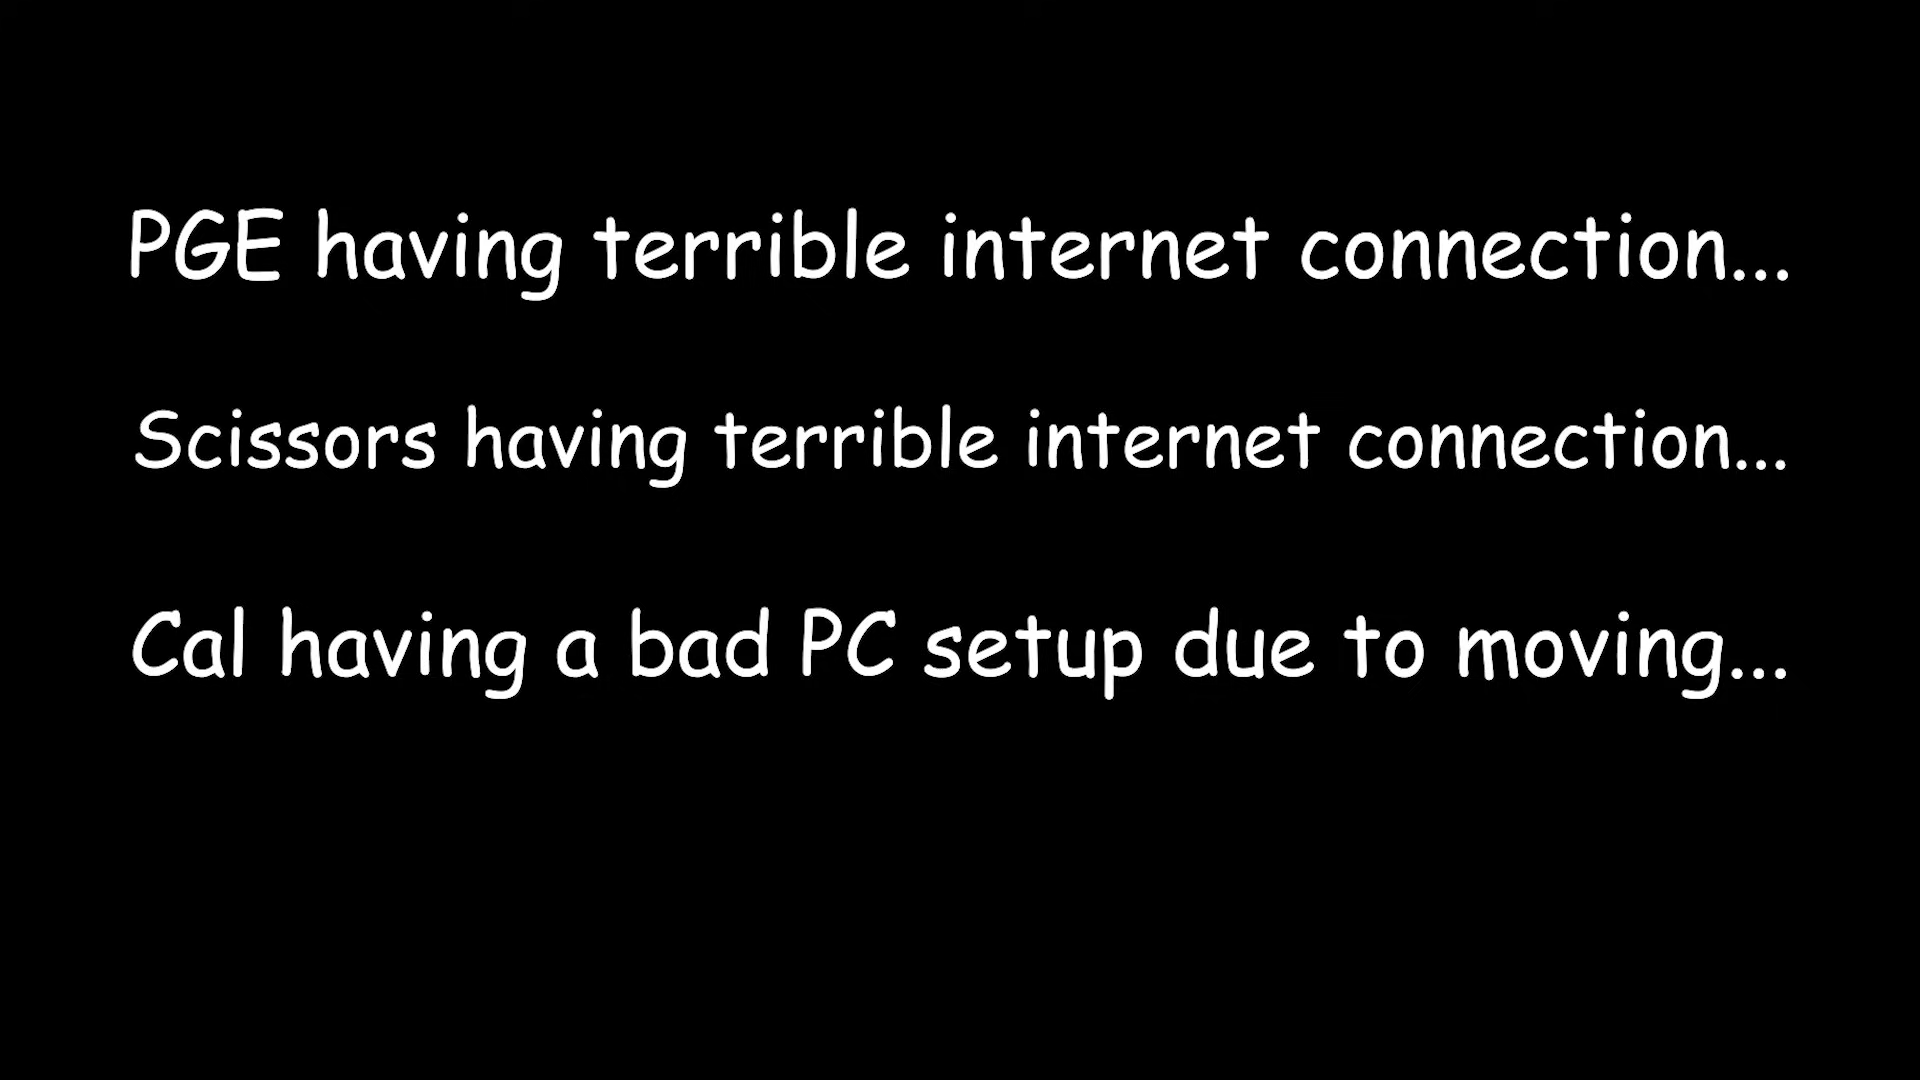 PGE having terrible internet connection...
Scissors having terrible internet connection...
Cal having a bad PC setup due to moving...